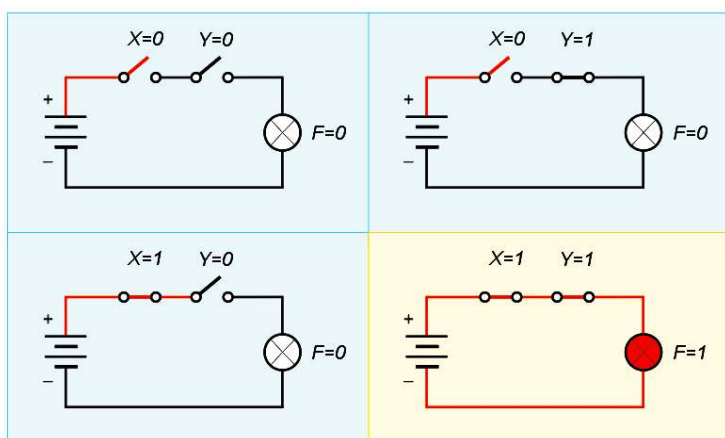 X=0 Y=0
+
F=0
–
X=0 Y=1
+
F=0
–
X=1 Y=0
+
F=0
–
X=1 Y=1
+
F=1
–